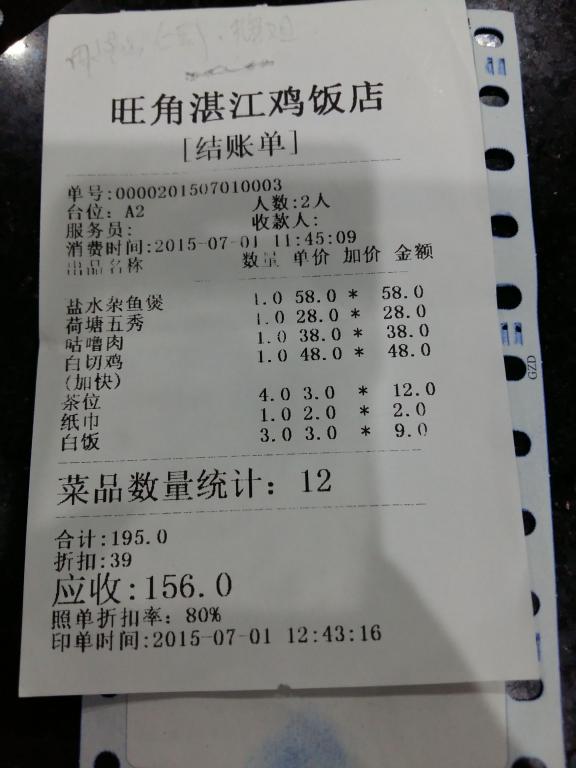 旺角湛江鸡饭店
[结账单]
单号:0000201507010003
台位: A2 人数:2人
服务员: 收款人:
消费时间:2015-07-01 11:45:09
出品名称 数量 单价 加价 金额
盐水杂鱼煲 1.0 58.0 * 58.0
荷塘五秀 1.0 28.0 * 28.0
咕噜肉 1.0 38.0 * 38.0
白切鸡 1.0 48.0 * 48.0
(加快)
茶位 4.0 3.0 * 12.0
纸巾 1.0 2.0 * 2.0
白饭 3.0 3.0 * 9.0
菜品数量统计: 12
合计:195.0
折扣:39
应收:156.0
照单折扣率: 80%
印单时间:2015-07-01 12:43:16
GZD